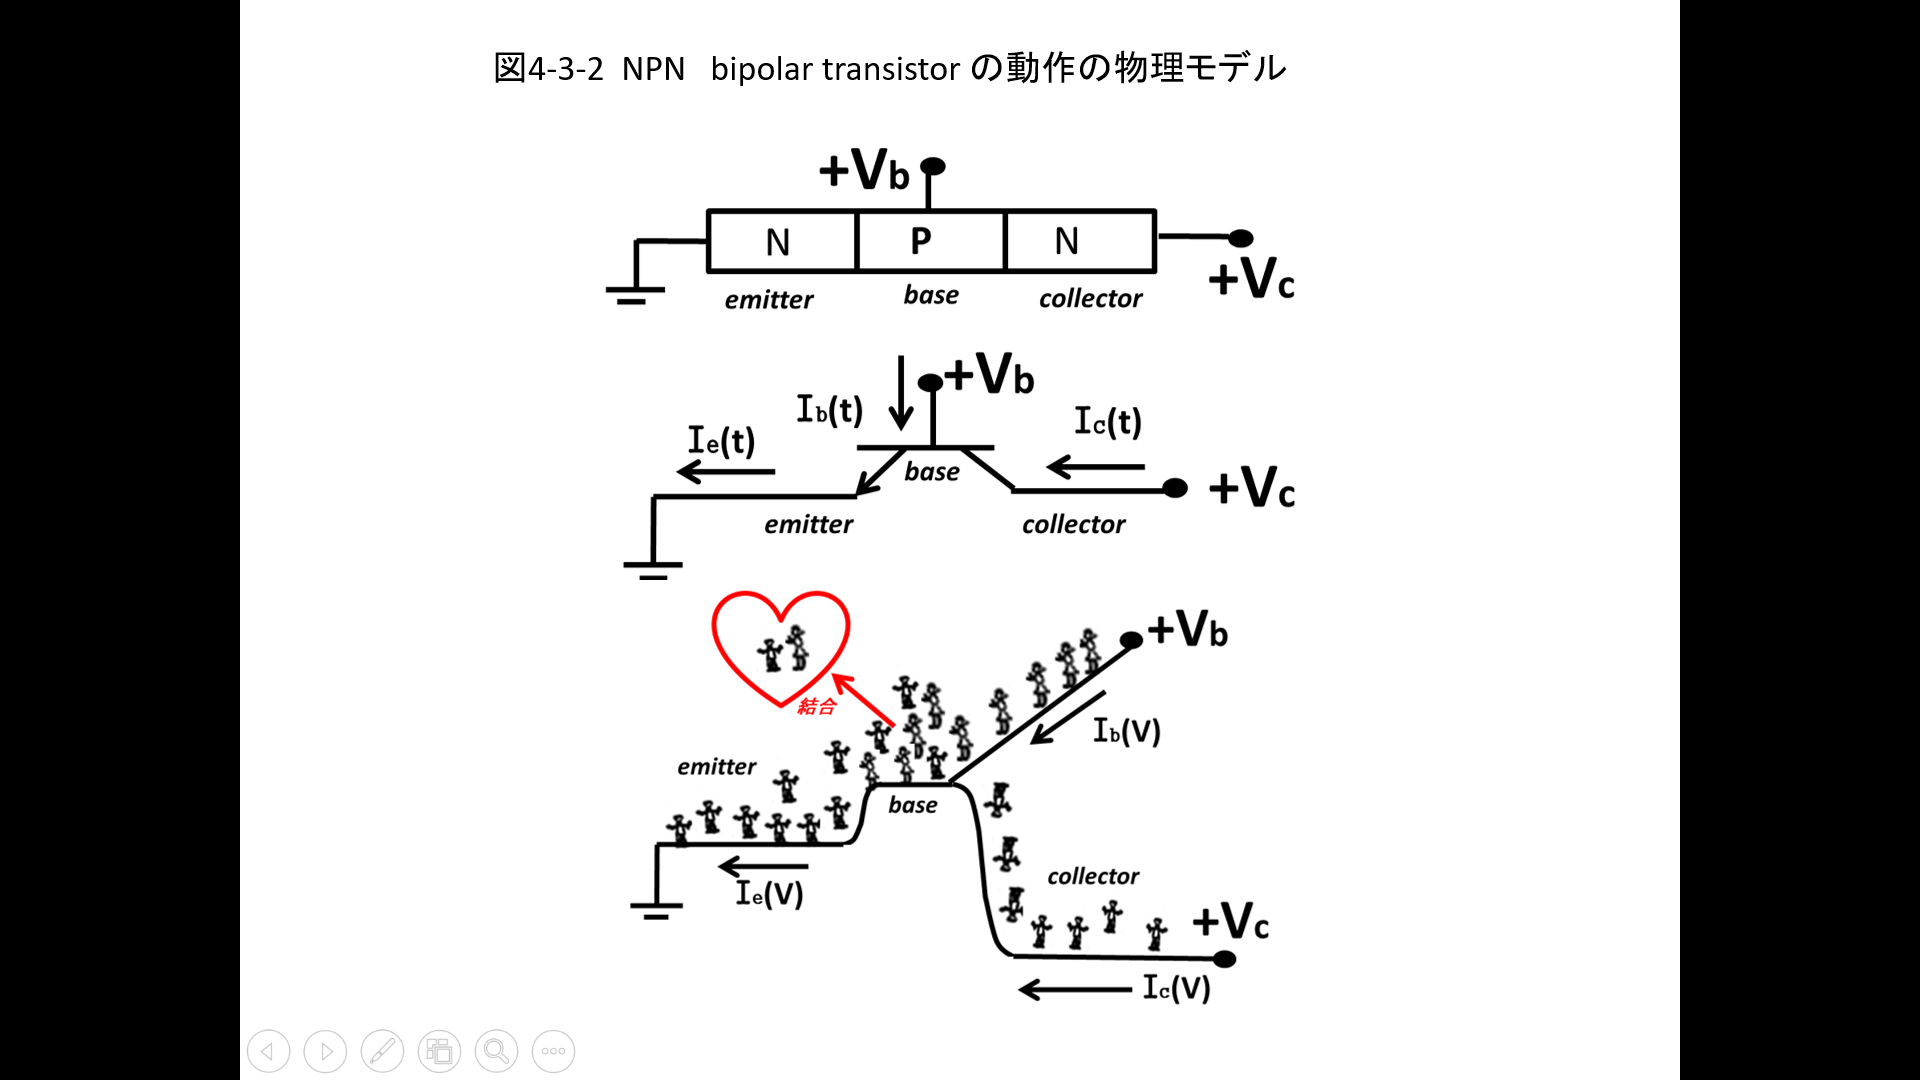 図4-3-2 NPN bipolar transistor の動作の物理モデル
+Vb
N P N
+Vc
emitter base collector
+Vb
Ib(t)
Ic(t)
Ie(t)
base
+Vc
emitter collector
+Vb
結合
Ib(V)
emitter
base
collector
Ie(V)
+Vc
Ic(V)